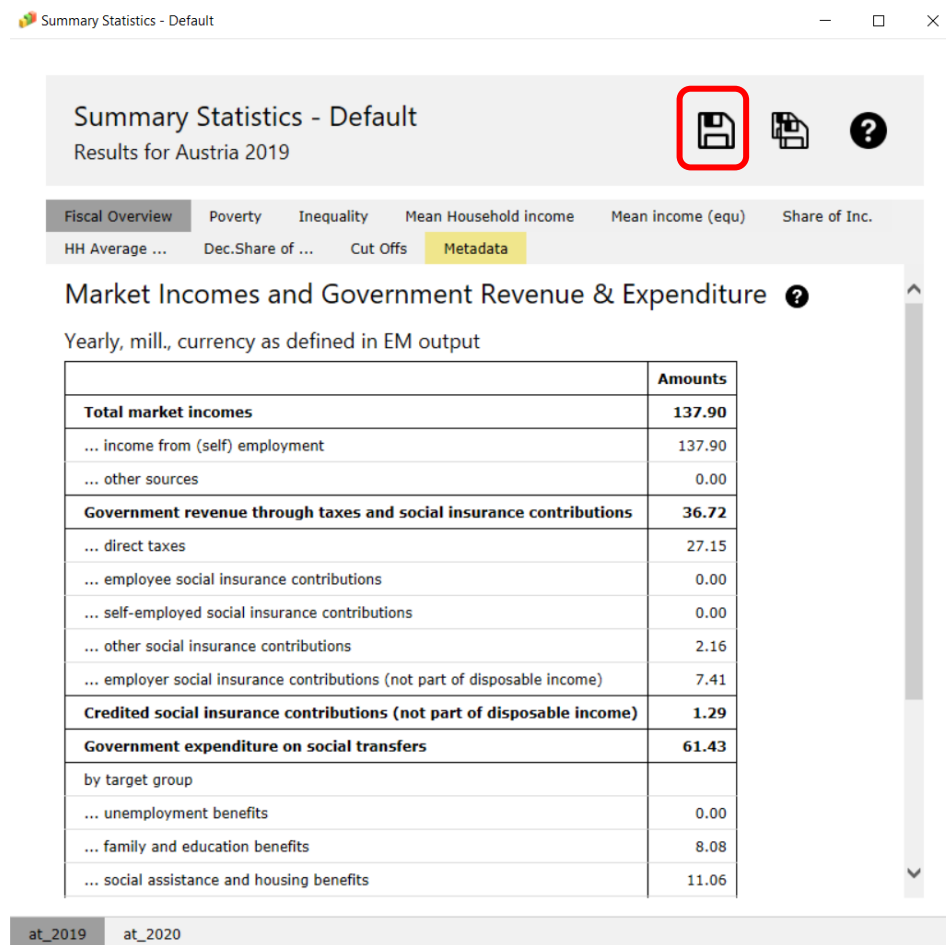 Summary Statistics - Default
Summary Statistics - Default
Results for Austria 2019
Fiscal Overview Poverty Inequality Mean Household income Mean income (equ) Share of Inc.
HH Average ... Dec.Share of ... Cut Offs Metadata
Market Incomes and Government Revenue & Expenditure ?
Yearly, mill., currency as defined in EM output
Amounts
Total market incomes 137.90
... income from (self) employment 137.90
... other sources 0.00
Government revenue through taxes and social insurance contributions 36.72
... direct taxes 27.15
... employee social insurance contributions 0.00
... self-employed social insurance contributions 0.00
... other social insurance contributions 2.16
... employer social insurance contributions (not part of disposable income) 7.41
Credited social insurance contributions (not part of disposable income) 1.29
Government expenditure on social transfers 61.43
by target group
... unemployment benefits 0.00
... family and education benefits 8.08
... social assistance and housing benefits 11.06
at_2019 at_2020